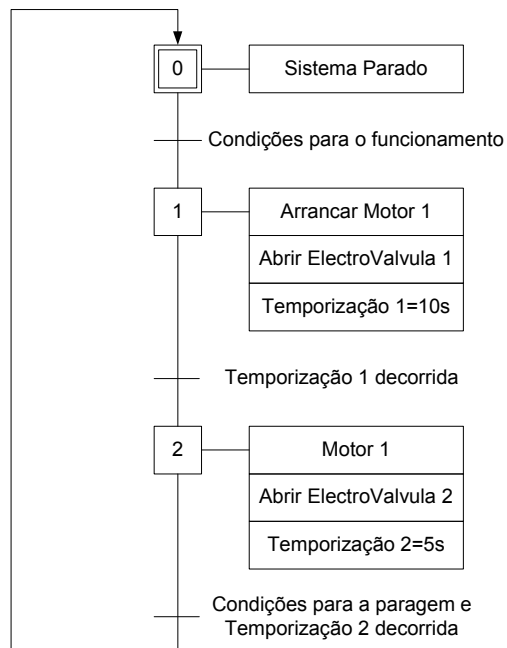 0
Sistema Parado
Condições para o funcionamento
1
Arrancar Motor 1
Abrir ElectroValvula 1
Temporização 1=10s
Temporização 1 decorrida
2
Motor 1
Abrir ElectroValvula 2
Temporização 2=5s
Condições para a paragem e
Temporização 2 decorrida